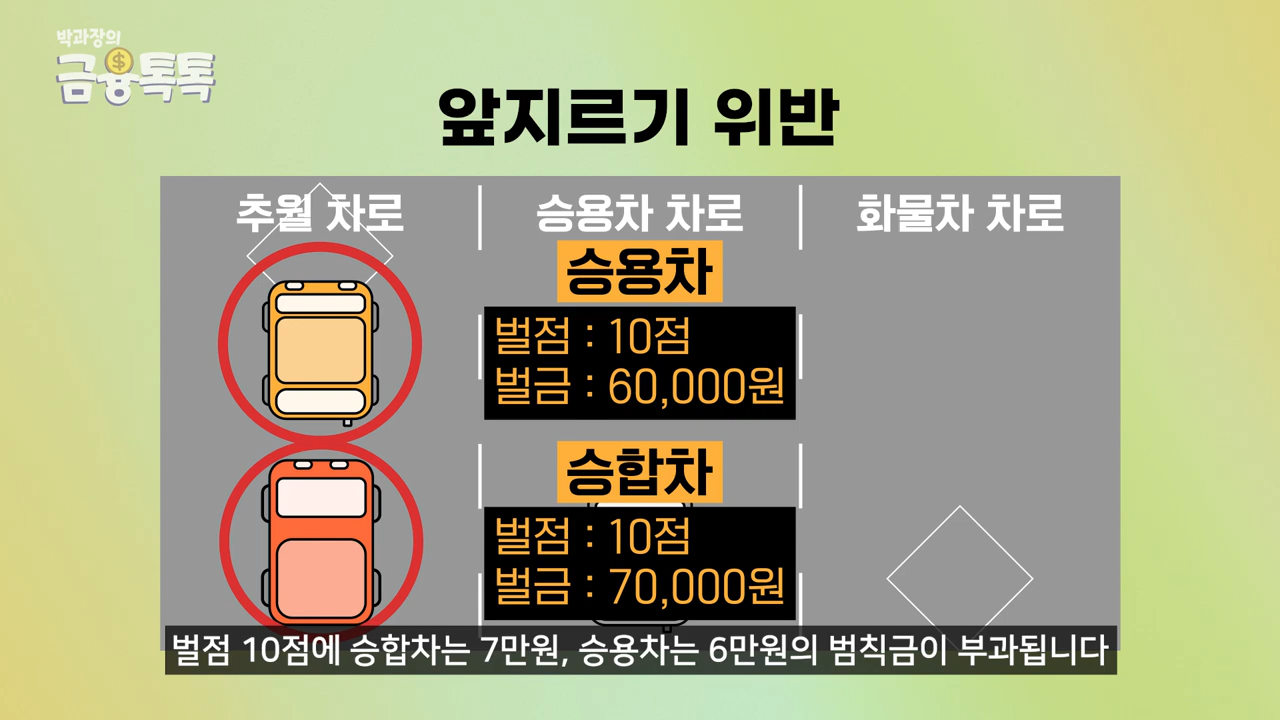 박과장의
금융톡톡
앞지르기 위반
추월 차로
승용차 차로
화물차 차로
승용차
벌점 : 10점
벌금 : 60,000원
승합차
벌점 : 10점
벌금 : 70,000원
벌점 10점에 승합차는 7만원, 승용차는 6만원의 범칙금이 부과됩니다